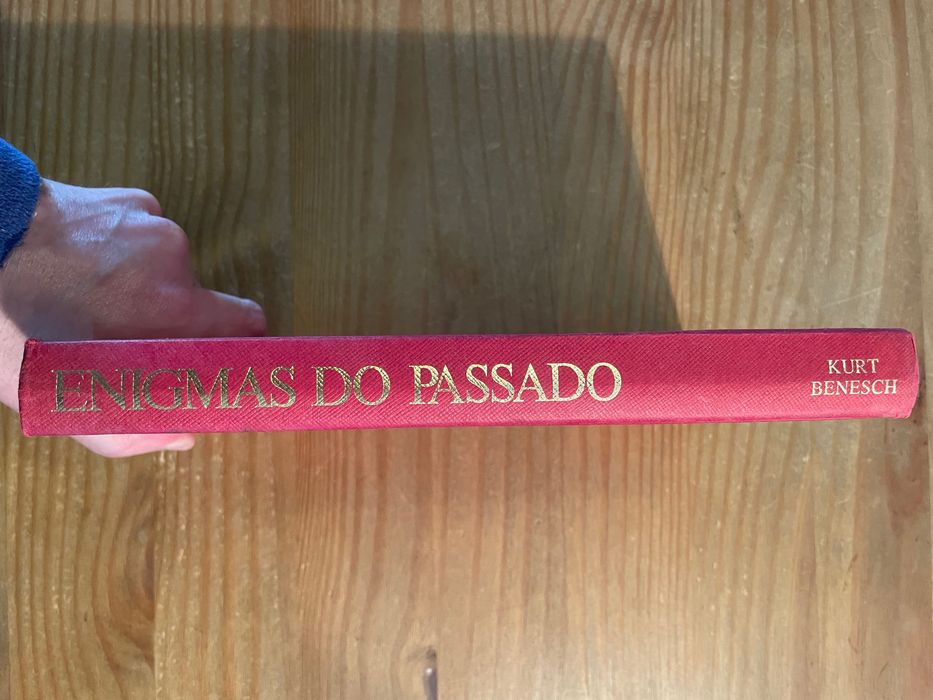 ENIGMAS DO PASSADO
KURT
BENESCH